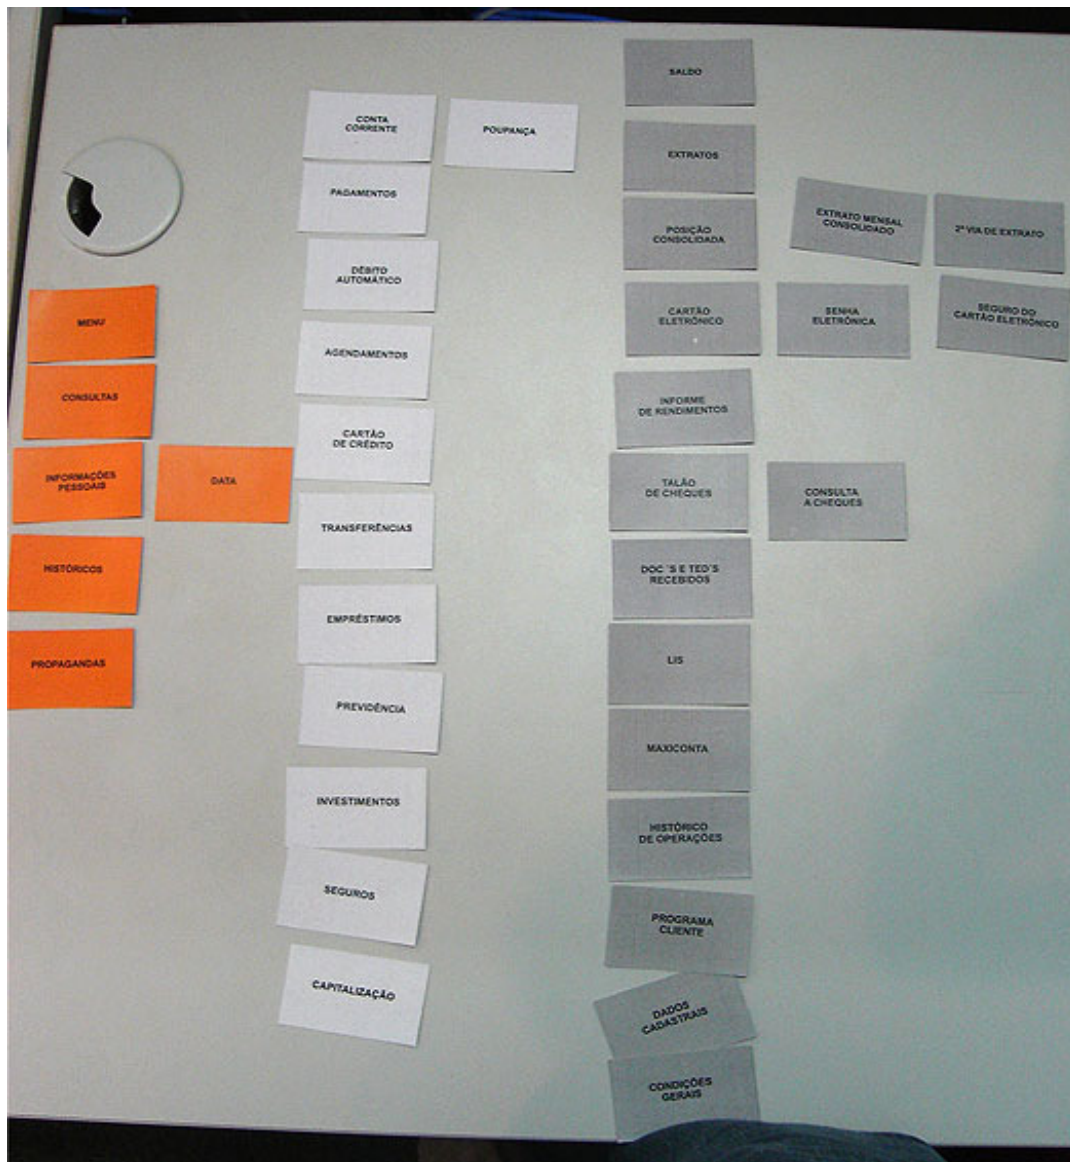 MENU
CONSULTAS
INFORMAÇÕES
PESSOAIS
DATA
HISTÓRICOS
PROPAGANDAS
CONTA
CORRENTE
POUPANÇA
PAGAMENTOS
DÉBITO
AUTOMÁTICO
AGENDAMENTOS
CARTÃO
DE CRÉDITO
TRANSFERÊNCIAS
EMPRÉSTIMOS
PREVIDÊNCIA
INVESTIMENTOS
SEGUROS
CAPITALIZAÇÃO
SALDO
EXTRATOS
POSIÇÃO
CONSOLIDADA
EXTRATO MENSAL
CONSOLIDADO
2ª VIA DE EXTRATO
CARTÃO
ELETRÔNICO
SENHA
ELETRÔNICA
SEGURO DO
CARTÃO ELETRÔNICO
INFORME
DE RENDIMENTOS
TALÃO
DE CHEQUES
CONSULTA
A CHEQUES
DOC´S E TED´S
RECEBIDOS
LIS
MAXICONTA
HISTÓRICO
DE OPERAÇÕES
PROGRAMA
CLIENTE
DADOS
CADASTRAIS
CONDIÇÕES
GERAIS